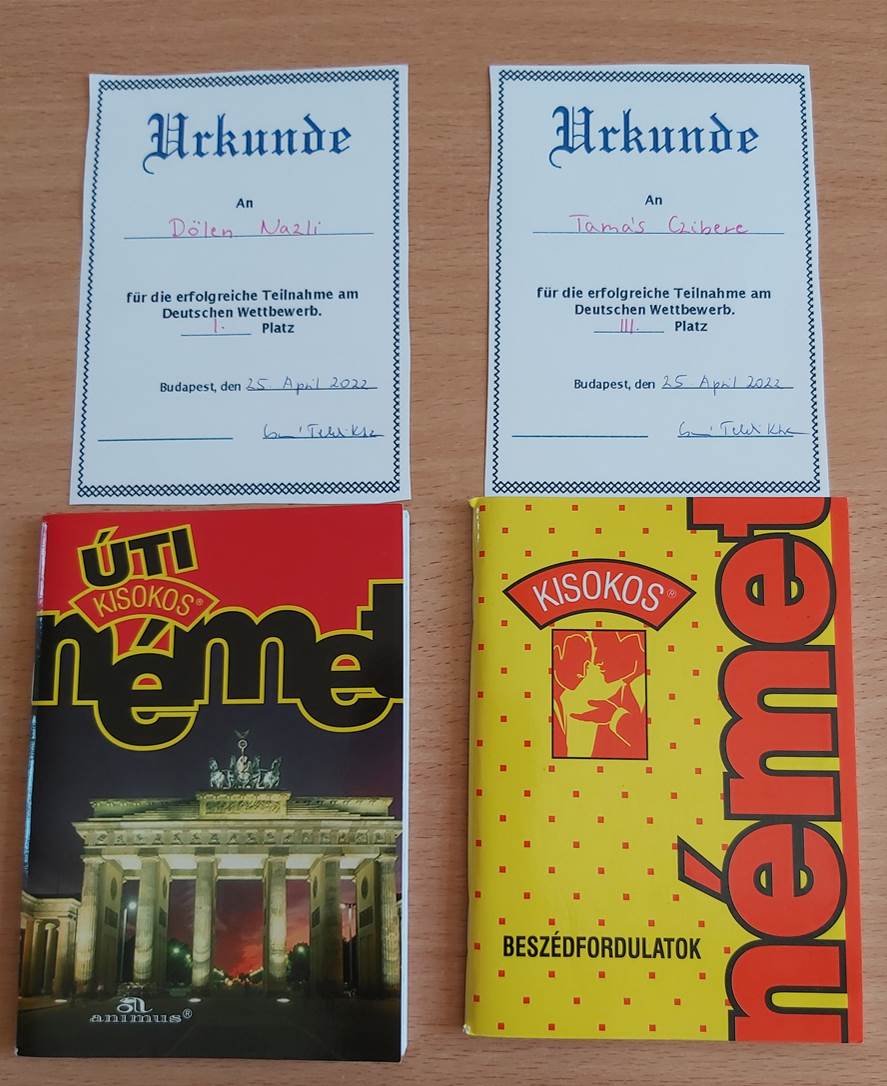 Urkunde
An
Dölen Nazli
für die erfolgreiche Teilnahme am
Deutschen Wettbewerb.
I. Platz
Budapest, den 25. April 2022
Urkunde
An
Tamás Czibere
für die erfolgreiche Teilnahme am
Deutschen Wettbewerb.
III. Platz
Budapest, den 25. April 2022
ÚTI
KISOKOS®
német
animus®
KISOKOS®
német
BESZÉDFORDULATOK